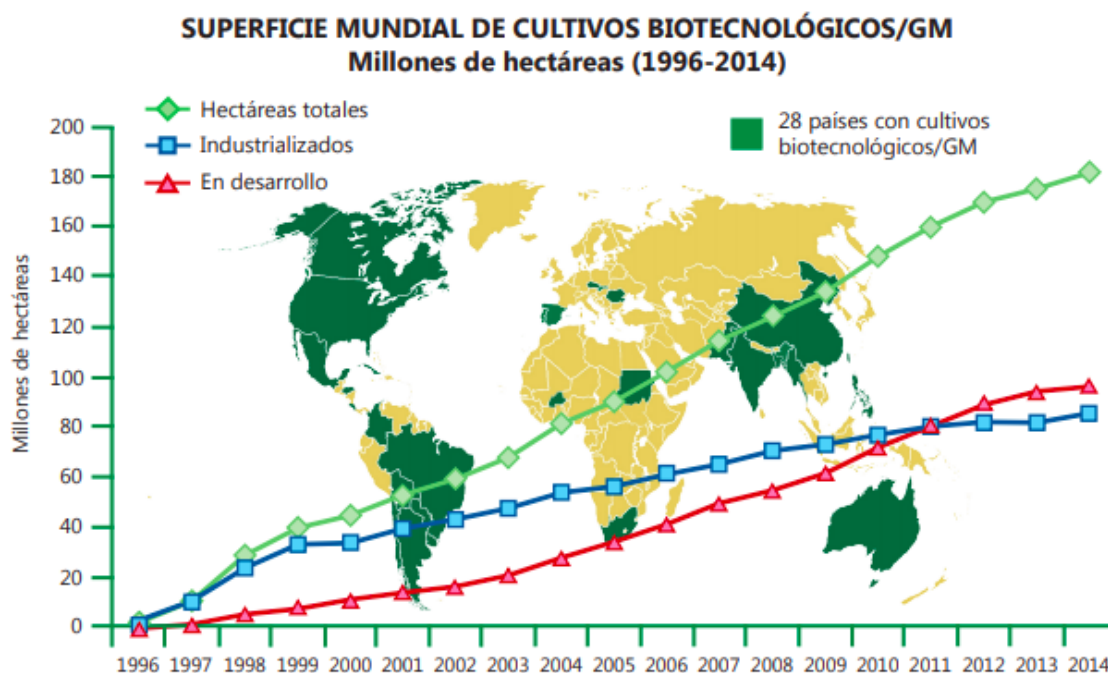 SUPERFICIE MUNDIAL DE CULTIVOS BIOTECNOLÓGICOS/GM
Millones de hectáreas (1996-2014)
Hectáreas totales
Industrializados
En desarrollo
28 países con cultivos
biotecnológicos/GM
Millones de hectáreas
200
180
160
140
120
100
80
60
40
20
0
1996 1997 1998 1999 2000 2001 2002 2003 2004 2005 2006 2007 2008 2009 2010 2011 2012 2013 2014